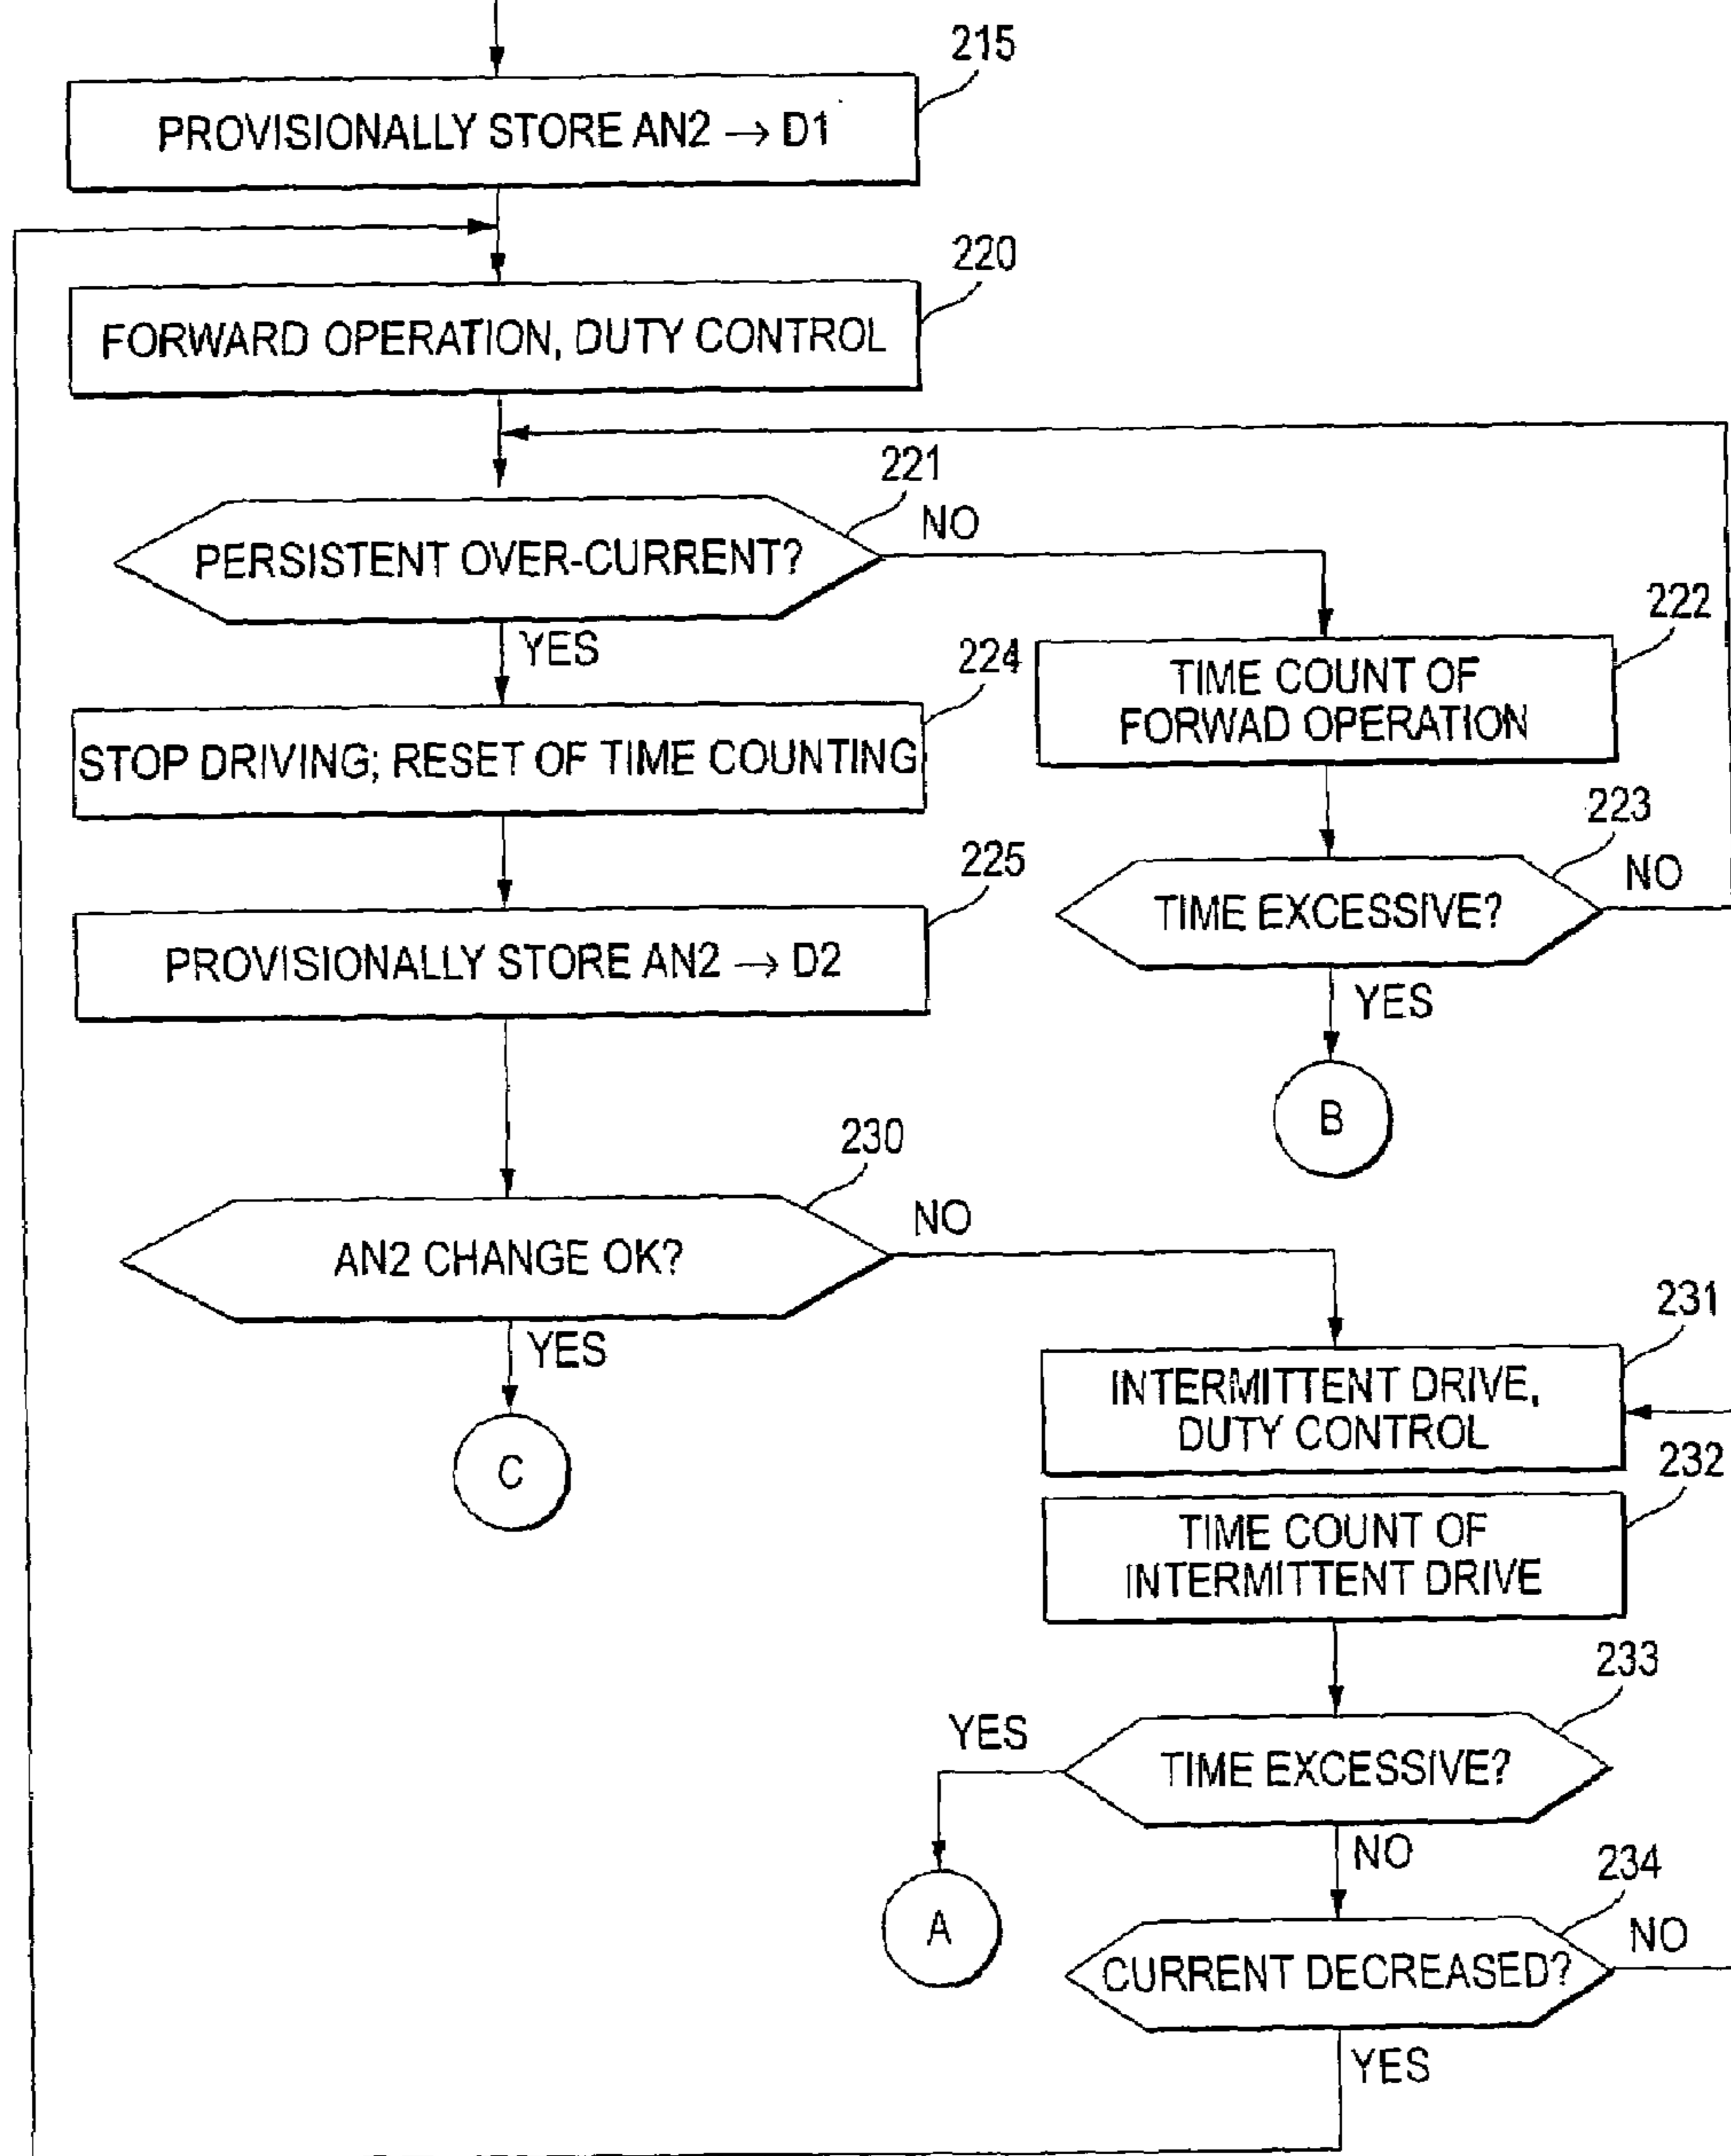 215
PROVISIONALLY STORE AN2 → D1
220
FORWARD OPERATION, DUTY CONTROL
221
PERSISTENT OVER-CURRENT?
NO
YES
222
TIME COUNT OF
FORWAD OPERATION
224
STOP DRIVING; RESET OF TIME COUNTING
223
TIME EXCESSIVE?
NO
YES
B
225
PROVISIONALLY STORE AN2 → D2
230
AN2 CHANGE OK?
NO
YES
C
231
INTERMITTENT DRIVE,
DUTY CONTROL
232
TIME COUNT OF
INTERMITTENT DRIVE
233
TIME EXCESSIVE?
YES
NO
A
234
CURRENT DECREASED?
NO
YES